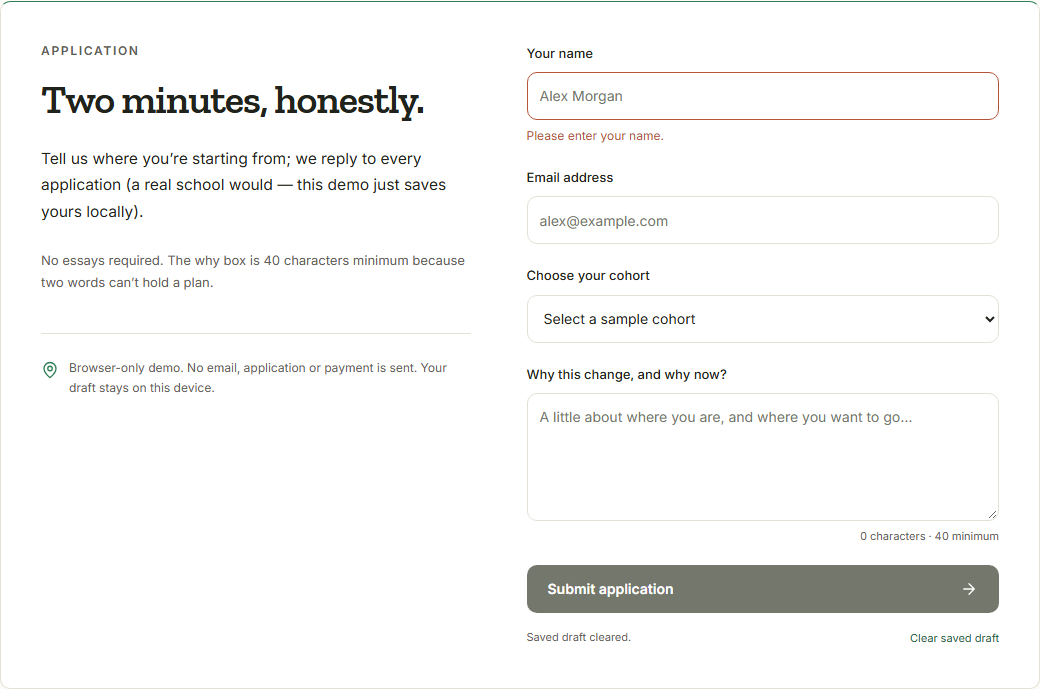 APPLICATION
Two minutes, honestly.
Tell us where you’re starting from; we reply to every
application (a real school would — this demo just saves
yours locally).
No essays required. The why box is 40 characters minimum because
two words can’t hold a plan.
Browser-only demo. No email, application or payment is sent. Your
draft stays on this device.
Your name
Alex Morgan
Please enter your name.
Email address
alex@example.com
Choose your cohort
Select a sample cohort
Why this change, and why now?
A little about where you are, and where you want to go…
0 characters · 40 minimum
Submit application
Saved draft cleared.
Clear saved draft